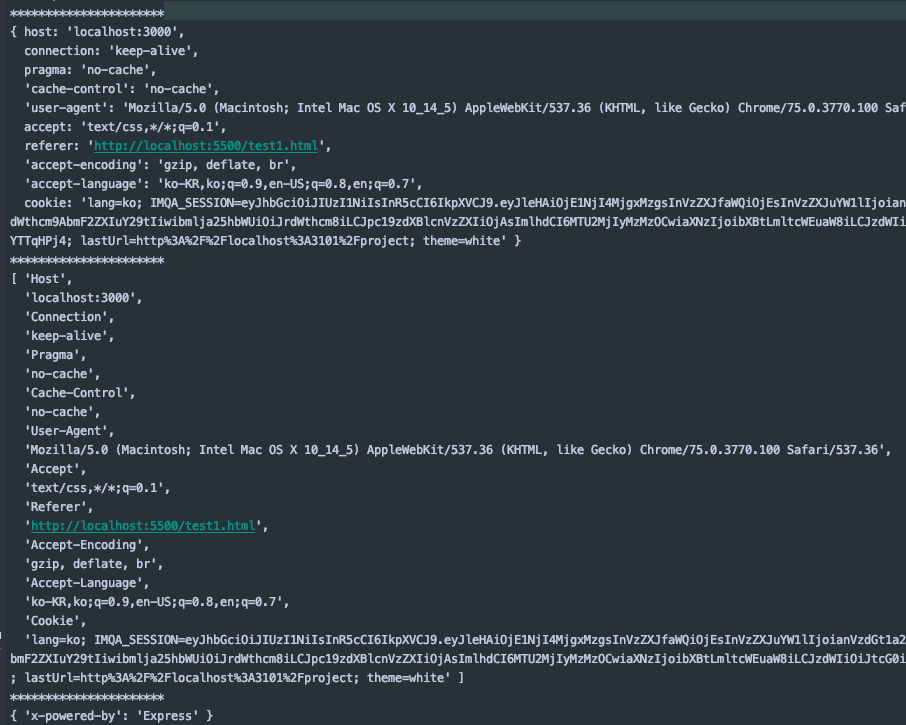 **********************
{ host: 'localhost:3000',
connection: 'keep-alive',
pragma: 'no-cache',
'cache-control': 'no-cache',
'user-agent': 'Mozilla/5.0 (Macintosh; Intel Mac OS X 10_14_5) AppleWebKit/537.36 (KHTML, like Gecko) Chrome/75.0.3770.100 Saf
accept: 'text/css,*/*;q=0.1',
referer: 'http://localhost:5500/test1.html',
'accept-encoding': 'gzip, deflate, br',
'accept-language': 'ko-KR,ko;q=0.9,en-US;q=0.8,en;q=0.7',
cookie: 'lang=ko; IMQA_SESSION=eyJhbGciOiJIUzI1NiIsInR5cCI6IkpXVCJ9.eyJleHAiOjE1NjI4MjgxMzgsInVzZXJfaWQiOjEsInVzZXJuYW1lIjoian
dWthcm9AbmF2ZXIuY29tIiwibmlja25hbWUiOiJrdWthcm8iLCJpc19zdXBlcnVzZXIiOjAsImlhdCI6MTU2MjIyMzMzOCwiaXNzIjoibXBtLmltcWEuaW8iLCJzdWIi
YTTqHPj4; lastUrl=http%3A%2F%2Flocalhost%3A3101%2Fproject; theme=white' }
**********************
[ 'Host',
'localhost:3000',
'Connection',
'keep-alive',
'Pragma',
'no-cache',
'Cache-Control',
'no-cache',
'User-Agent',
'Mozilla/5.0 (Macintosh; Intel Mac OS X 10_14_5) AppleWebKit/537.36 (KHTML, like Gecko) Chrome/75.0.3770.100 Safari/537.36',
'Accept',
'text/css,*/*;q=0.1',
'Referer',
'http://localhost:5500/test1.html',
'Accept-Encoding',
'gzip, deflate, br',
'Accept-Language',
'ko-KR,ko;q=0.9,en-US;q=0.8,en;q=0.7',
'Cookie',
'lang=ko; IMQA_SESSION=eyJhbGciOiJIUzI1NiIsInR5cCI6IkpXVCJ9.eyJleHAiOjE1NjI4MjgxMzgsInVzZXJfaWQiOjEsInVzZXJuYW1lIjoianVzdGt1a2
bmF2ZXIuY29tIiwibmlja25hbWUiOiJrdWthcm8iLCJpc19zdXBlcnVzZXIiOjAsImlhdCI6MTU2MjIyMzMzOCwiaXNzIjoibXBtLmltcWEuaW8iLCJzdWIiOiJtcG0i
; lastUrl=http%3A%2F%2Flocalhost%3A3101%2Fproject; theme=white' ]
**********************
{ 'x-powered-by': 'Express' }